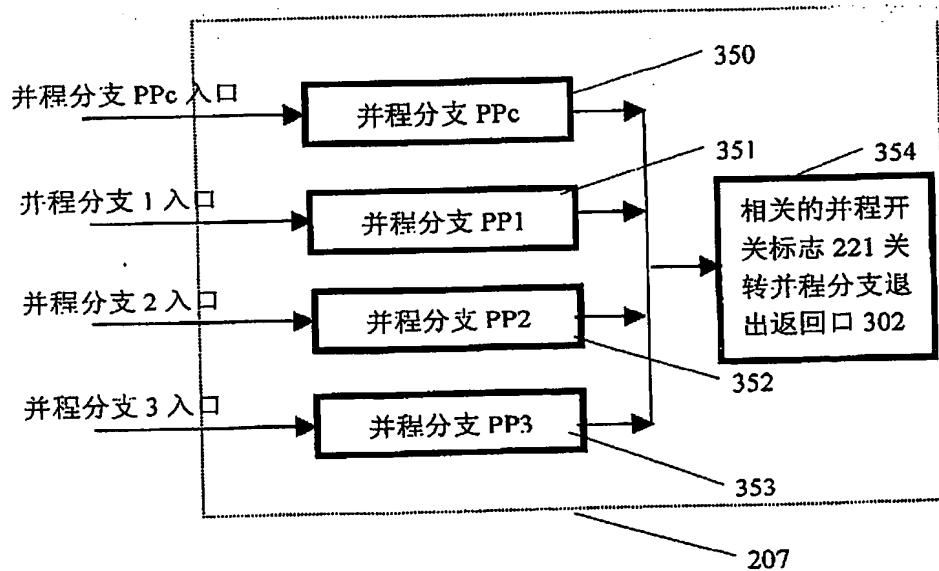 350
并程分支 PPc 入口
并程分支 PPc
351
354
并程分支 1 入口
并程分支 PP1
相关的并程开
关标志 221 关
转并程分支退
出返回口 302
并程分支 2 入口
并程分支 PP2
352
并程分支 3 入口
并程分支 PP3
353
207